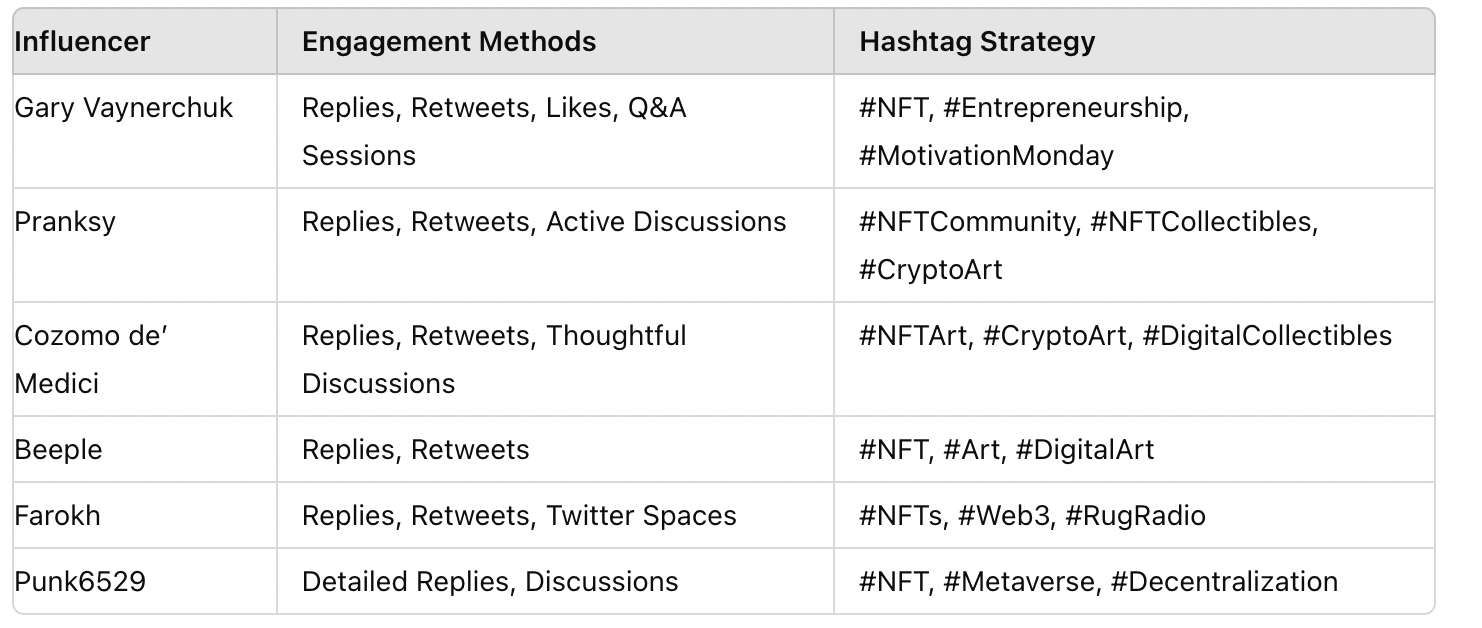 Influencer Engagement Methods Hashtag Strategy
Gary Vaynerchuk Replies, Retweets, Likes, Q&A #NFT, #Entrepreneurship,
Sessions #MotivationMonday
Pranksy Replies, Retweets, Active Discussions #NFTCommunity, #NFTCollectibles,
#CryptoArt
Cozomo de’ Replies, Retweets, Thoughtful #NFTArt, #CryptoArt, #DigitalCollectibles
Medici Discussions
Beeple Replies, Retweets #NFT, #Art, #DigitalArt
Farokh Replies, Retweets, Twitter Spaces #NFTs, #Web3, #RugRadio
Punk6529 Detailed Replies, Discussions #NFT, #Metaverse, #Decentralization